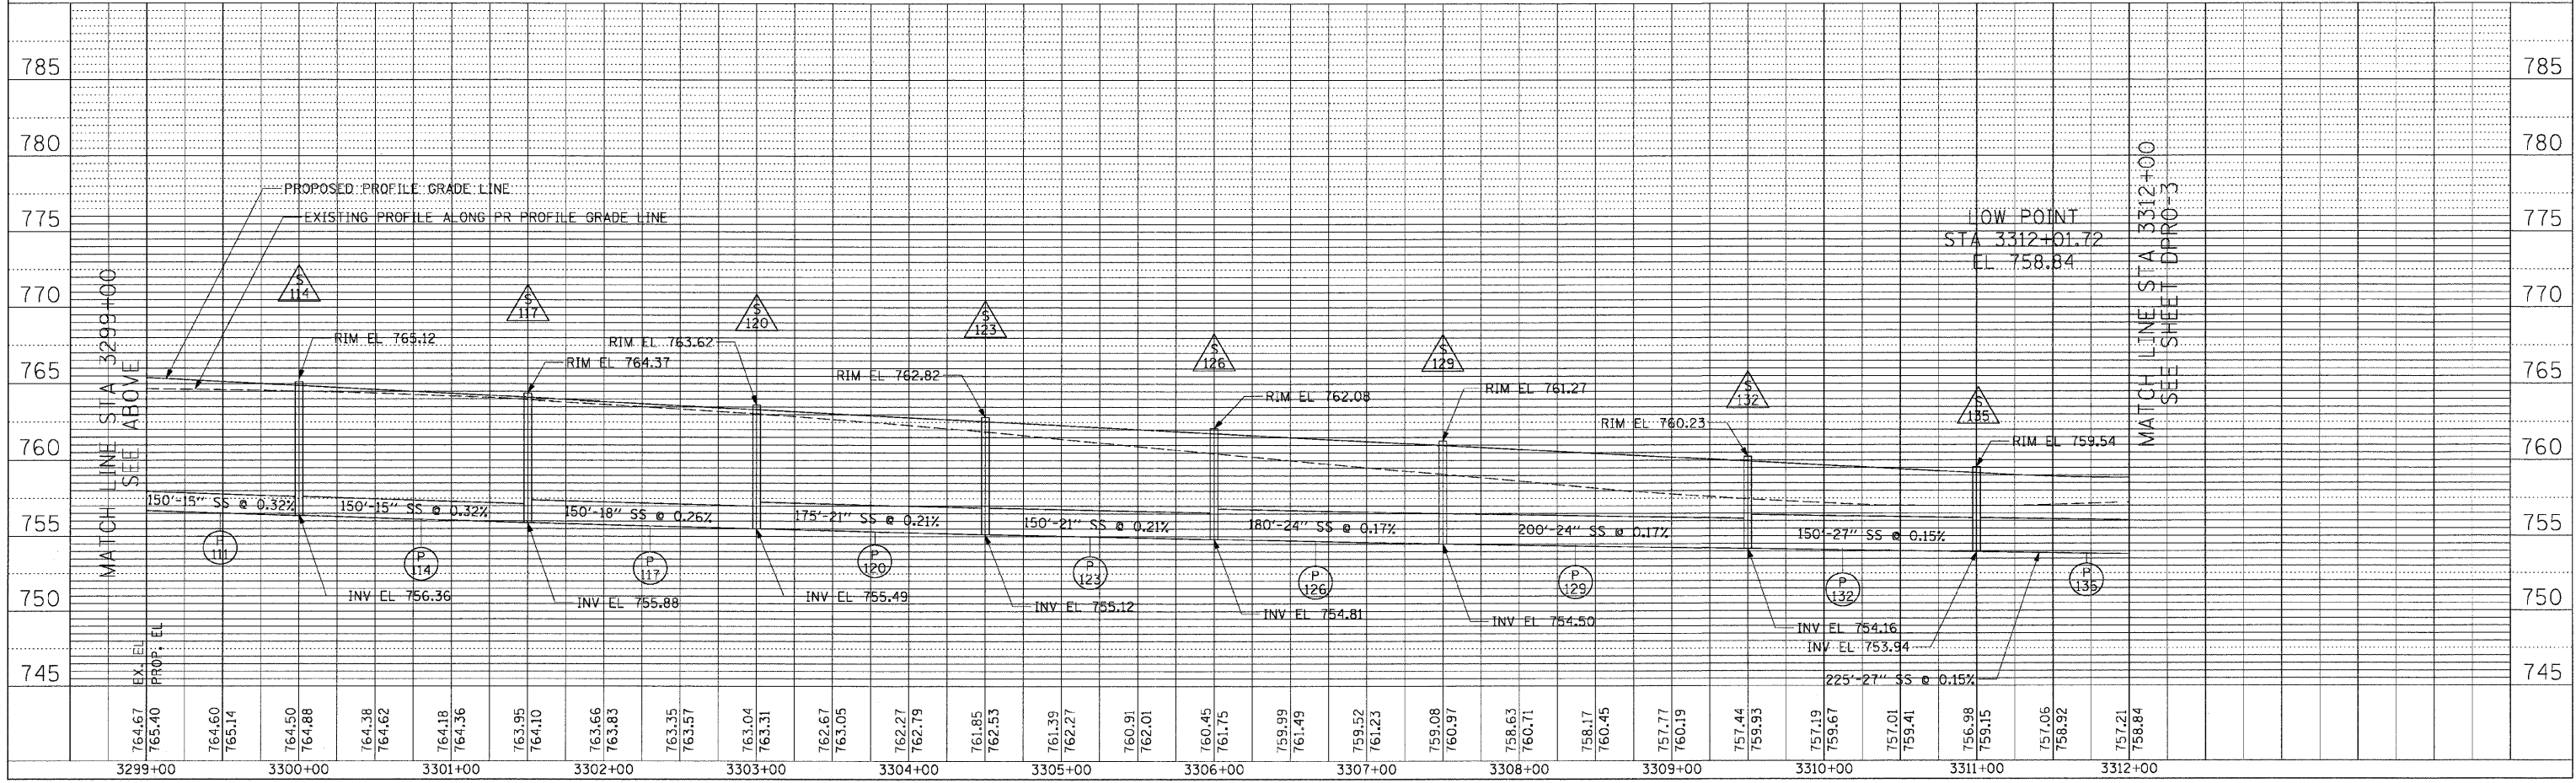 785
785
780
780
775
775
770
770
765
765
760
760
755
755
750
750
745
745
PROPOSED PROFILE GRADE LINE
EXISTING PROFILE ALONG PR PROFILE GRADE LINE
MATCH LINE STA 3299+00
SEE ABOVE
MATCH LINE STA 3312+00
SEE SHEET DPRO-3
LOW POINT
STA 3312+01.72
EL 758.84
S
114
S
117
S
120
S
123
S
126
S
129
S
132
S
135
RIM EL 765.12
RIM EL 764.37
RIM EL 763.62
RIM EL 762.82
RIM EL 762.08
RIM EL 761.27
RIM EL 760.23
RIM EL 759.54
150'-15" SS @ 0.32%
150'-15" SS @ 0.32%
150'-18" SS @ 0.26%
175'-21" SS @ 0.21%
150'-21" SS @ 0.21%
180'-24" SS @ 0.17%
200'-24" SS @ 0.17%
150'-27" SS @ 0.15%
225'-27" SS @ 0.15%
P
111
P
114
P
117
P
120
P
123
P
126
P
129
P
132
P
135
INV EL 756.36
INV EL 755.88
INV EL 755.49
INV EL 755.12
INV EL 754.81
INV EL 754.50
INV EL 754.16
INV EL 753.94
EX. EL
PROP. EL
764.67
765.40
764.60
765.14
764.50
764.88
764.38
764.62
764.18
764.36
763.95
764.10
763.66
763.83
763.35
763.57
763.04
763.31
762.67
763.05
762.27
762.79
761.85
762.53
761.39
762.27
760.91
762.01
760.45
761.75
759.99
761.49
759.52
761.23
759.08
760.97
758.63
760.71
758.17
760.45
757.77
760.19
757.44
759.93
757.19
759.67
757.01
759.41
756.98
759.15
757.06
758.92
757.21
758.84
3299+00
3300+00
3301+00
3302+00
3303+00
3304+00
3305+00
3306+00
3307+00
3308+00
3309+00
3310+00
3311+00
3312+00